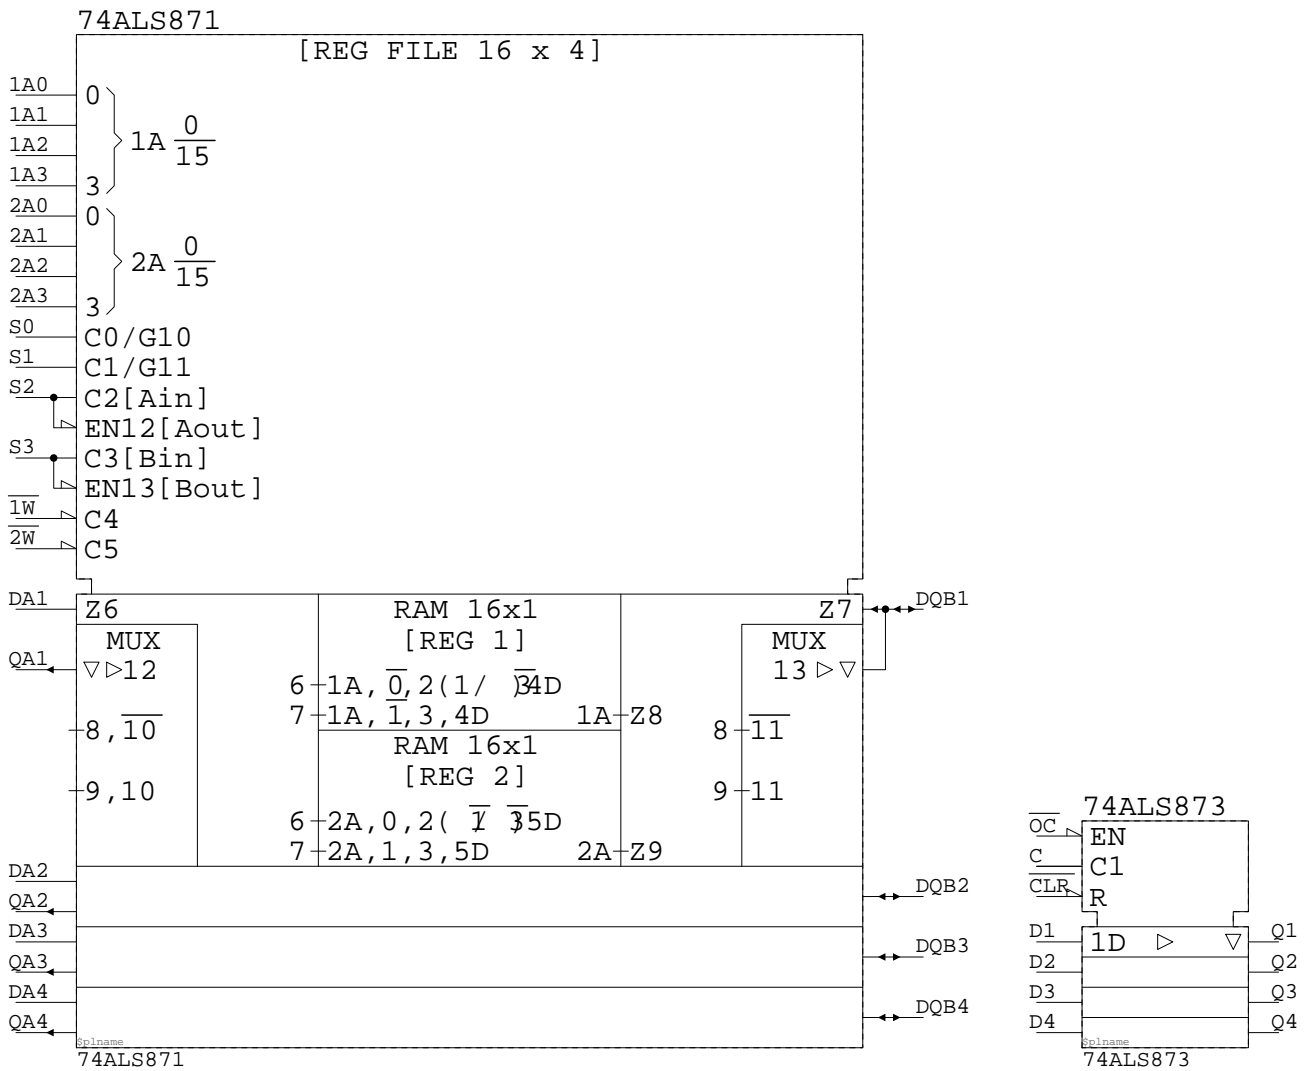 74ALS871
[REG FILE 16 x 4]
1A0
0
1A1
1A 0/15
1A2
1A3
3
2A0
0
2A1
2A 0/15
2A2
2A3
3
S0
C0/G10
S1
C1/G11
S2
C2[Ain]
EN12[Aout]
S3
C3[Bin]
EN13[Bout]
1W
C4
2W
C5
DA1
Z6
RAM 16x1
Z7
DQB1
MUX
[REG 1]
MUX
QA1
▽▷12
13▷▽
6 1A,0,2(1/ 3)4D
7 1A,1,3,4D
1A Z8
8,10
8 11
RAM 16x1
[REG 2]
9,10
9 11
6 2A,0,2(1/ 3)5D
7 2A,1,3,5D
2A Z9
DA2
QA2
DQB2
DA3
QA3
DQB3
DA4
QA4
DQB4
$plname
74ALS871
74ALS873
OC
EN
C
C1
CLR
R
D1
1D ▷ ▽
Q1
D2
Q2
D3
Q3
D4
Q4
$plname
74ALS873